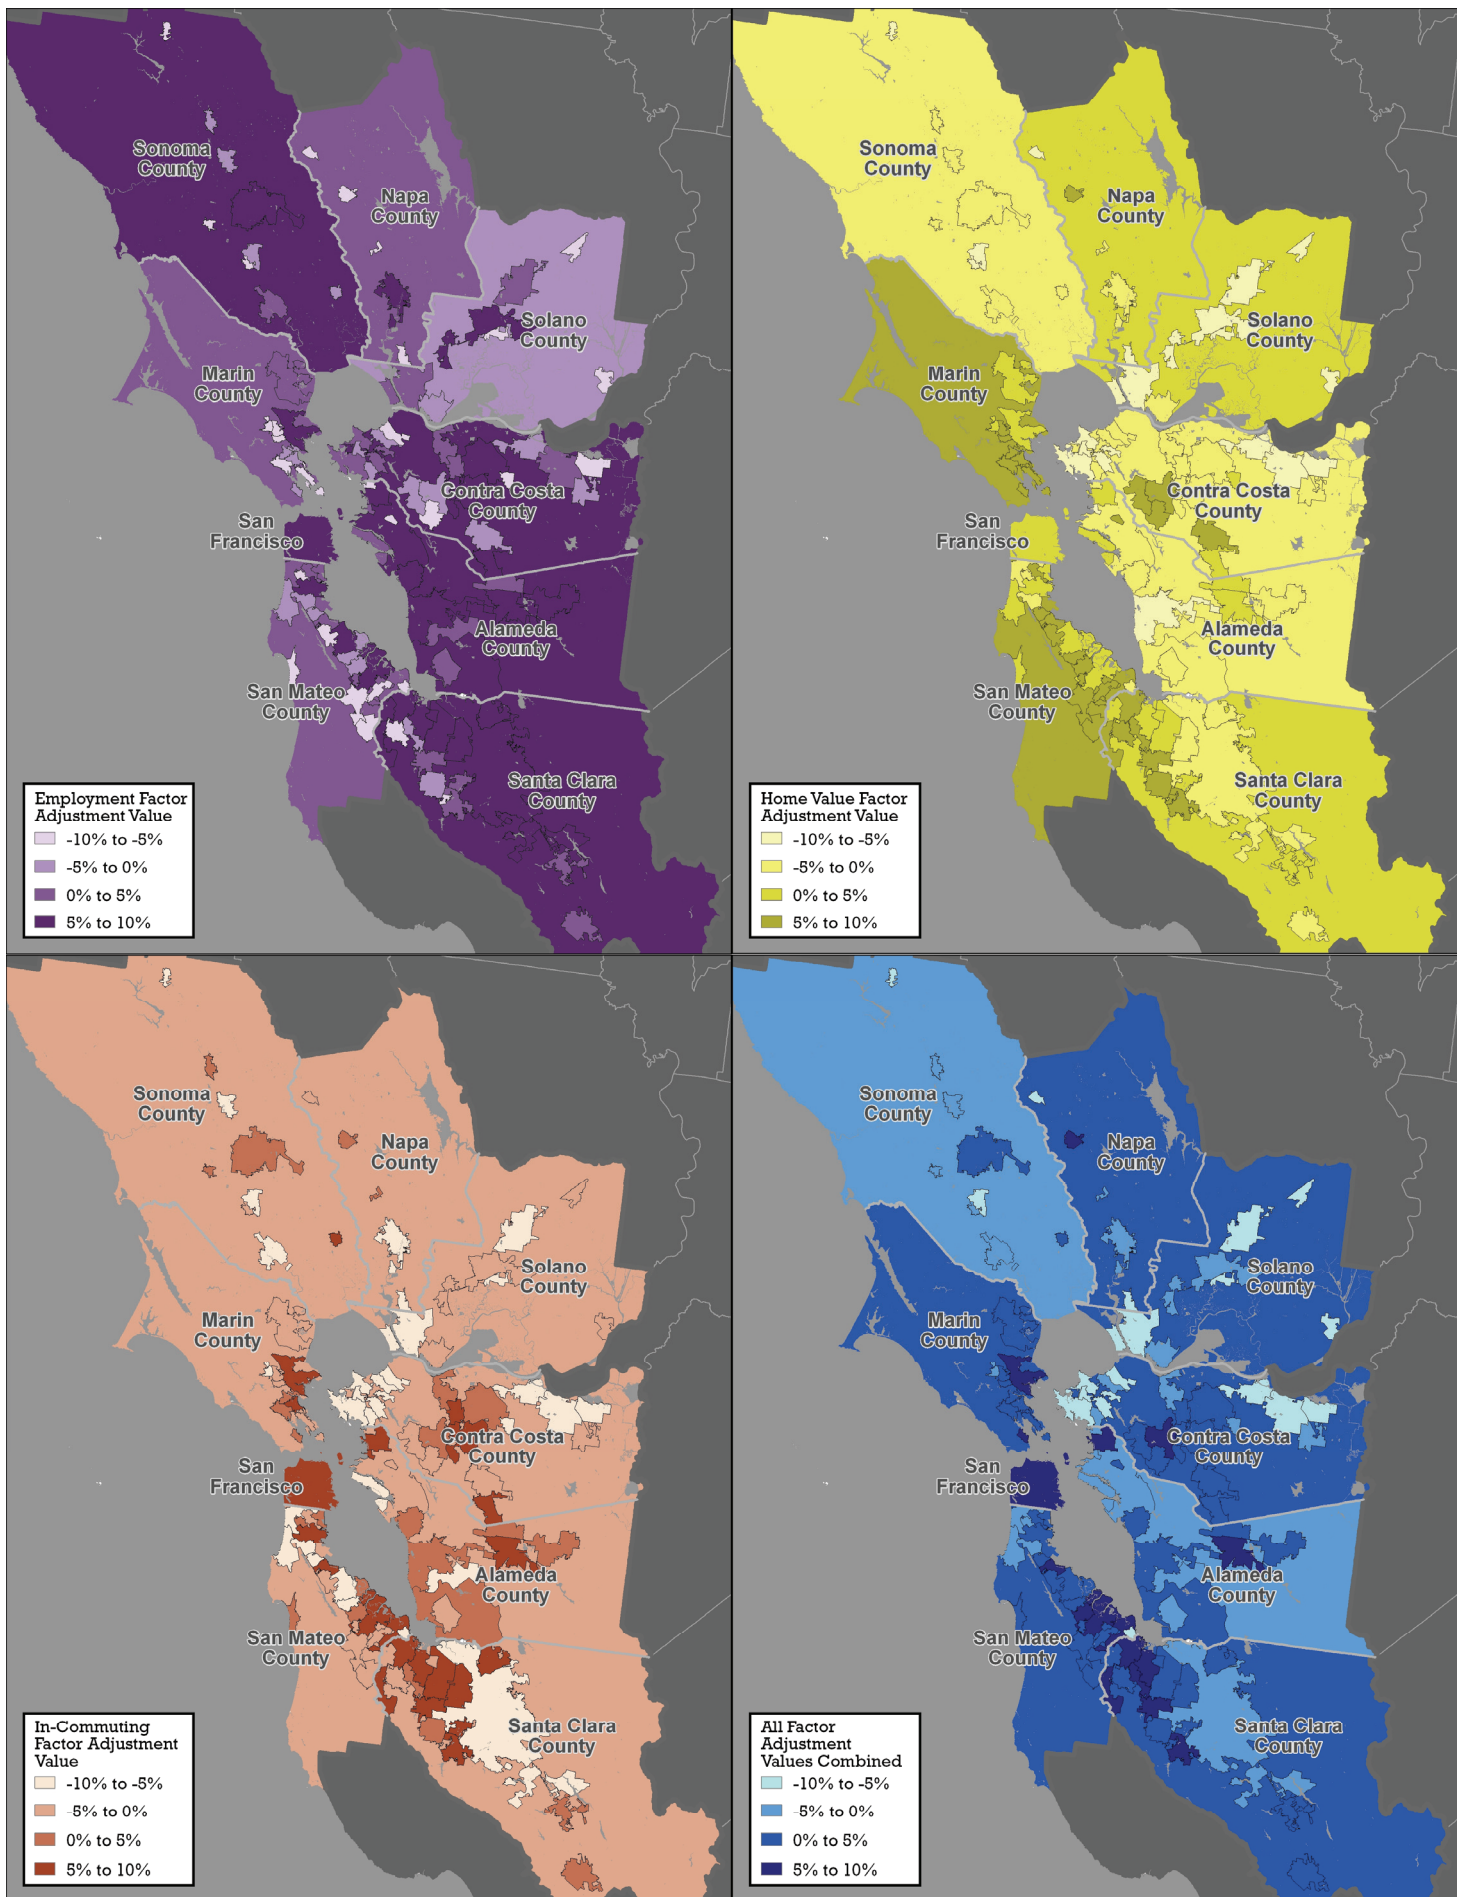 Sonoma
County
Napa
County
Solano
County
Marin
County
Contra Costa
County
San
Francisco
Alameda
County
San Mateo
County
Santa Clara
County
Employment Factor
Adjustment Value
-10% to -5%
-5% to 0%
0% to 5%
5% to 10%
Sonoma
County
Napa
County
Solano
County
Marin
County
Contra Costa
County
San
Francisco
Alameda
County
San Mateo
County
Santa Clara
County
Home Value Factor
Adjustment Value
-10% to -5%
-5% to 0%
0% to 5%
5% to 10%
Sonoma
County
Napa
County
Solano
County
Marin
County
Contra Costa
County
San
Francisco
Alameda
County
San Mateo
County
Santa Clara
County
In-Commuting
Factor Adjustment
Value
-10% to -5%
-5% to 0%
0% to 5%
5% to 10%
Sonoma
County
Napa
County
Solano
County
Marin
County
Contra Costa
County
San
Francisco
Alameda
County
San Mateo
County
Santa Clara
County
All Factor
Adjustment
Values Combined
-10% to -5%
-5% to 0%
0% to 5%
5% to 10%